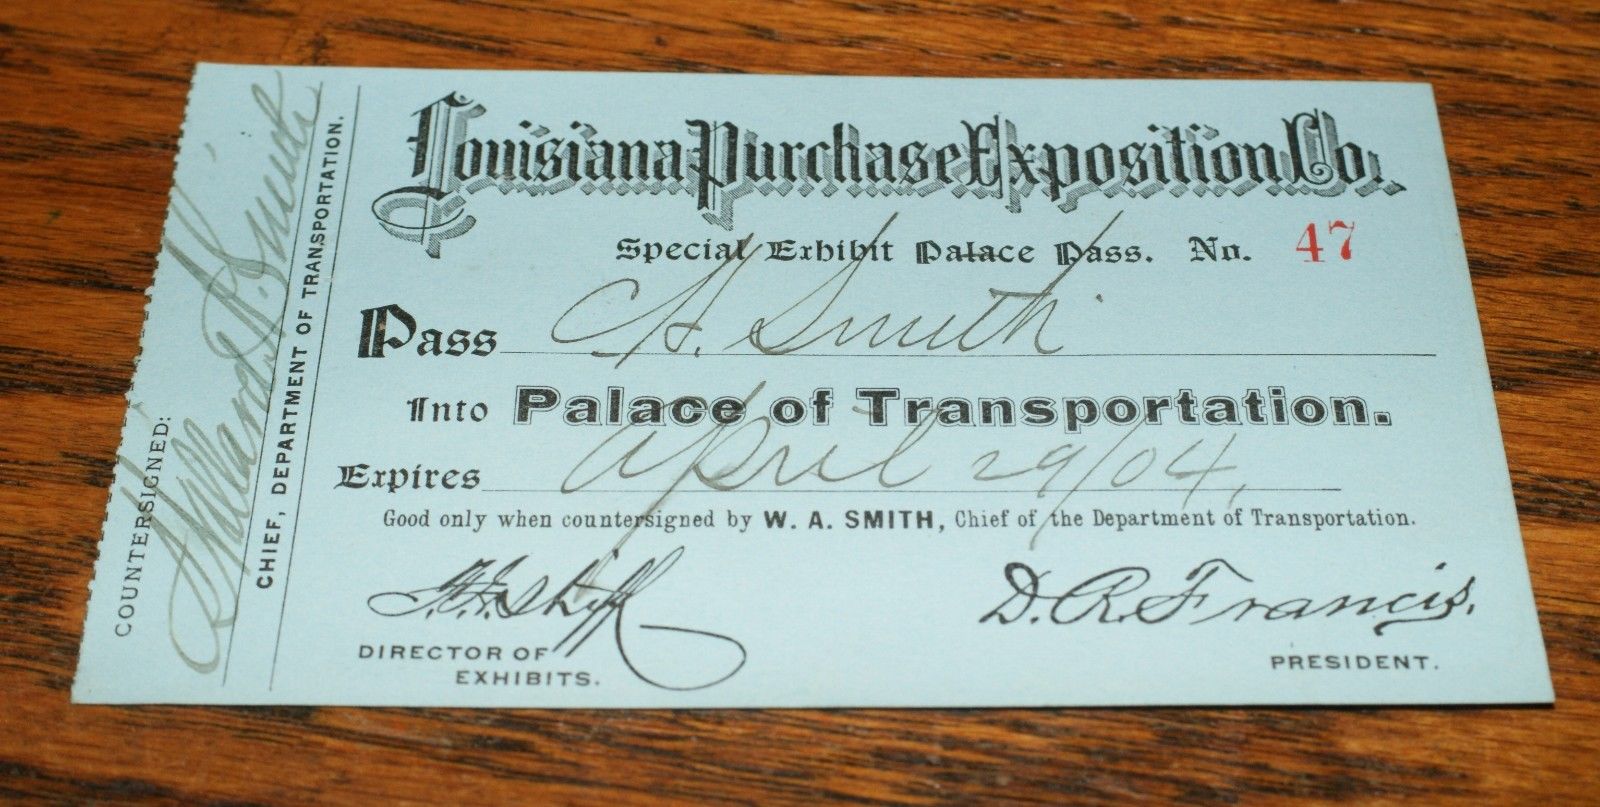 Louisiana Purchase Exposition Co.
Special Exhibit Palace Pass. No. 47
Pass H. Smith
Into Palace of Transportation.
Expires April 29/04,
Good only when countersigned by W. A. SMITH, Chief of the Department of Transportation.
F. J. V. Skiff
DIRECTOR OF
EXHIBITS.
D. R. Francis.
PRESIDENT.
COUNTERSIGNED:
Willard A. Smith
CHIEF, DEPARTMENT OF TRANSPORTATION.